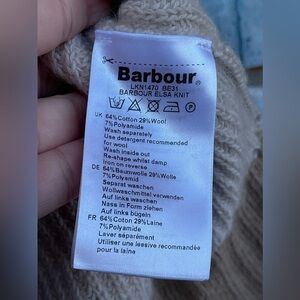 Barbour®
LKN1470 BE31
BARBOUR ELSA KNIT
UK 64%Cotton 29%Wool
7%Polyamide
Wash separately
Use detergent recommended
for wool
Wash inside out
Re-shape whilst damp
Iron on reverse
DE 64%Baumwolle 29%Wolle
7%Polyamid
Separat waschen
Wollwaschmittel verwenden
Auf links waschen
Nass in Form ziehen
Auf links bügeln
FR 64%Coton 29%Laine
7%Polyamide
Laver séparément
Utiliser une lessive recommandée
pour la laine